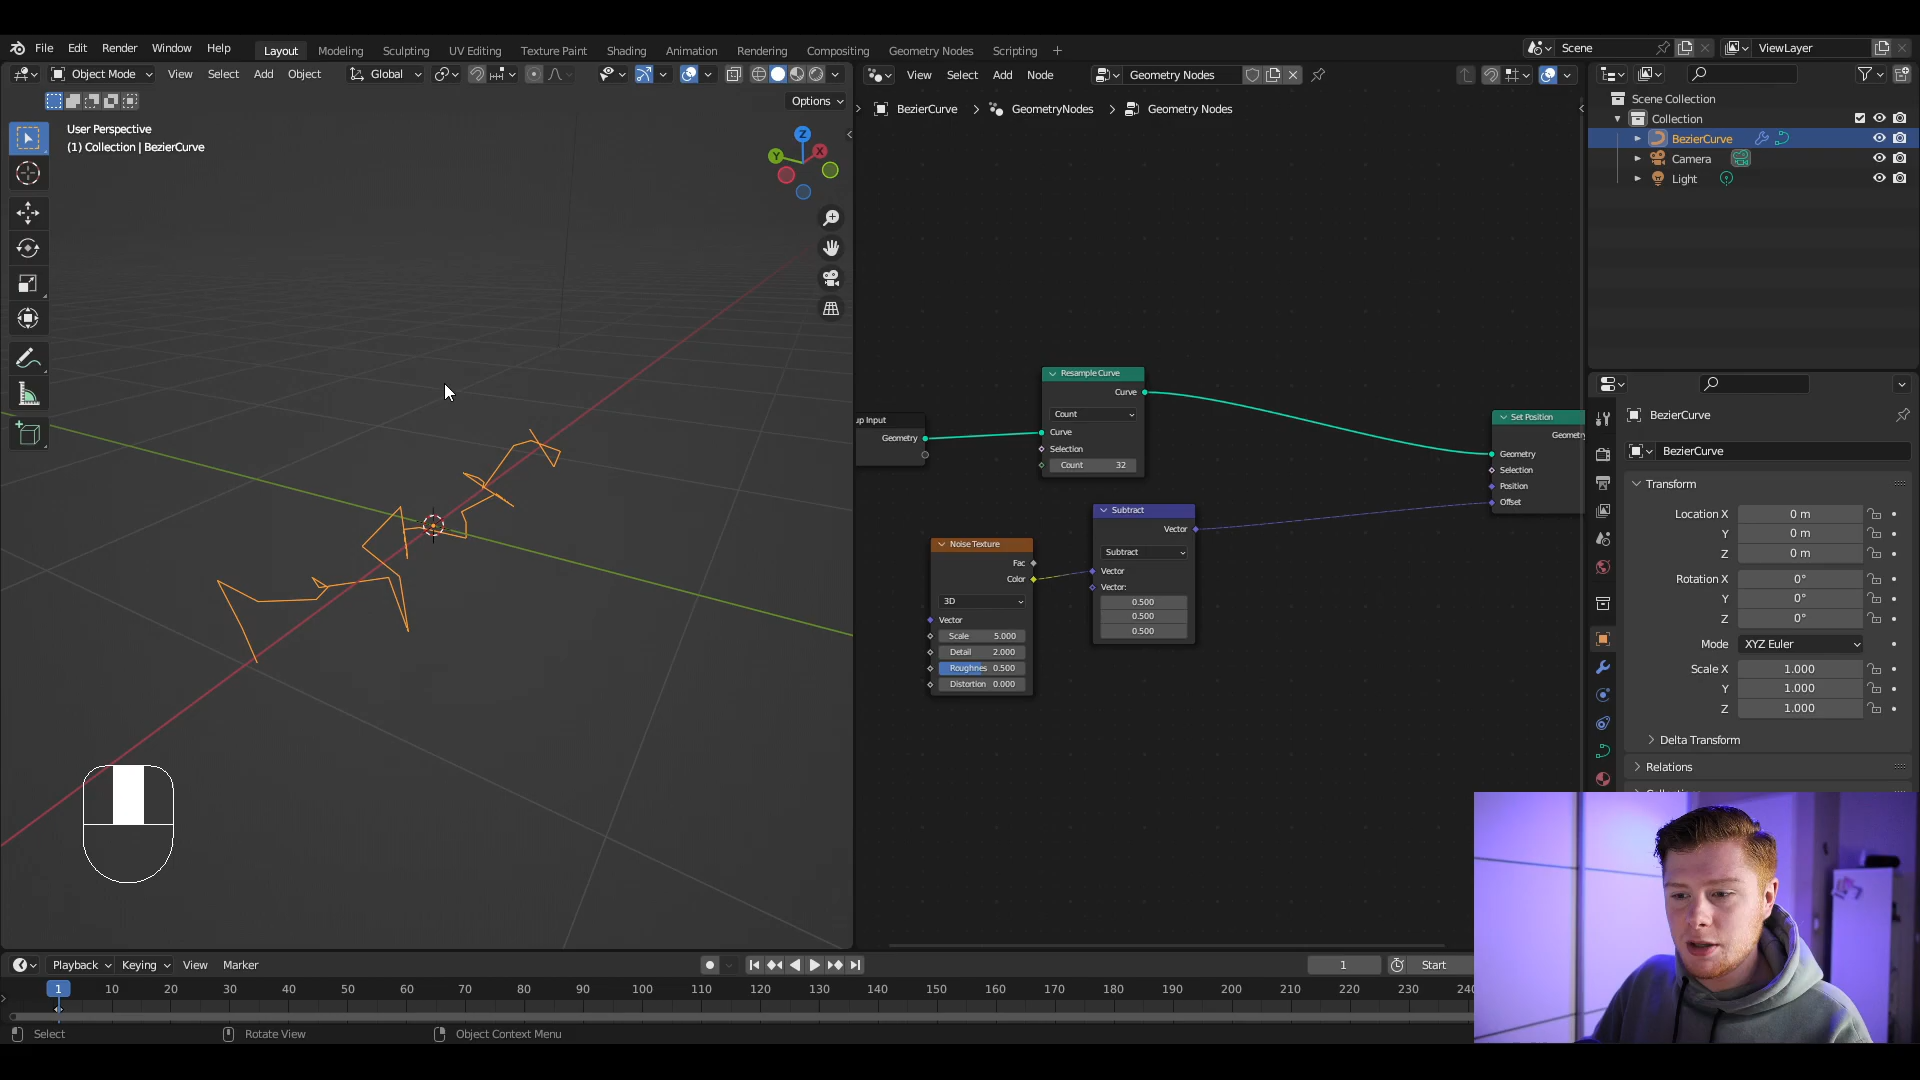 File Edit Render Window Help Layout Modeling Sculpting UV Editing Texture Paint Shading Animation Rendering Compositing Geometry Nodes Scripting + Scene ViewLayer
Object Mode View Select Add Object Global View Select Add Node Geometry Nodes
Options
BezierCurve > GeometryNodes > Geometry Nodes
User Perspective
(1) Collection | BezierCurve
Z
Y
X
Scene Collection
Collection
BezierCurve
Camera
Light
Resample Curve
Curve
Count
Curve
Selection
Count 32
up Input
Geometry
Set Position
Geometry
Geometry
Selection
Position
Offset
Subtract
Vector
Subtract
Vector
Vector:
0.500
0.500
0.500
Noise Texture
Fac
Color
3D
Vector
Scale 5.000
Detail 2.000
Roughnes 0.500
Distortion 0.000
BezierCurve
BezierCurve
Transform
Location X 0 m
Y 0 m
Z 0 m
Rotation X 0°
Y 0°
Z 0°
Mode XYZ Euler
Scale X 1.000
Y 1.000
Z 1.000
Delta Transform
Relations
Playback Keying View Marker 1 Start
1 10 20 30 40 50 60 70 80 90 100 110 120 130 140 150 160 170 180 190 200 210 220 230
Select Rotate View Object Context Menu